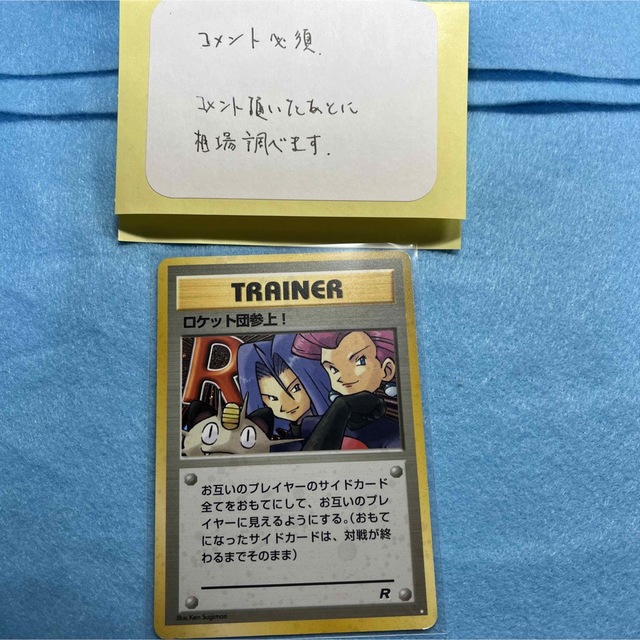 コメント必須.
コメント頂いたあとに
相場調べます.
TRAINER
ロケット団参上！
R
お互いのプレイヤーのサイドカード
全てをおもてにして、お互いのプレ
イヤーに見えるようにする。（おもて
になったサイドカードは、対戦が終
わるまでそのまま）
R
Illus. Ken Sugimori